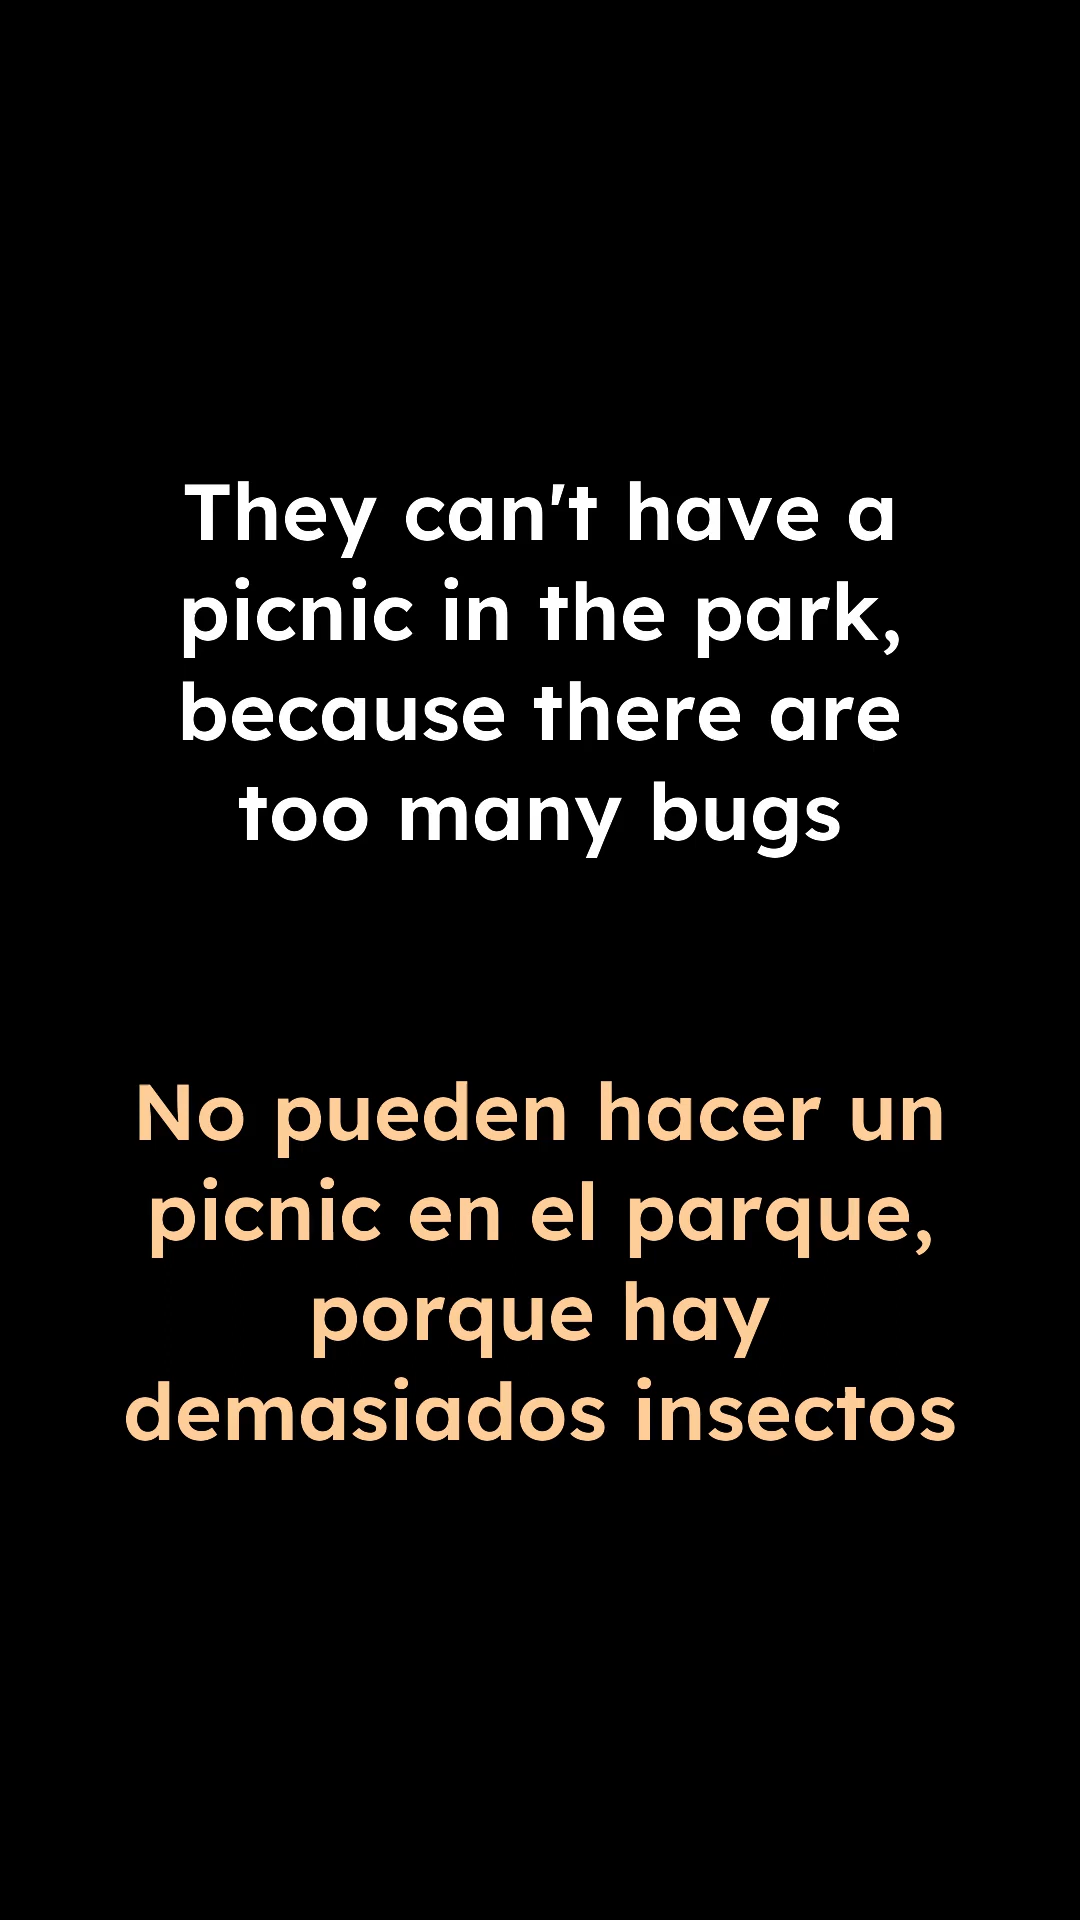 They can't have a
picnic in the park,
because there are
too many bugs
No pueden hacer un
picnic en el parque,
porque hay
demasiados insectos